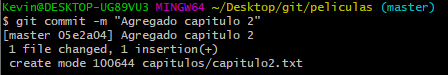 Kevin@DESKTOP-UG89VU3 MINGW64 ~/Desktop/git/peliculas (master)
$ git commit -m "Agregado capitulo 2"
[master 05e2a04] Agregado capitulo 2
 1 file changed, 1 insertion(+)
 create mode 100644 capitulos/capitulo2.txt